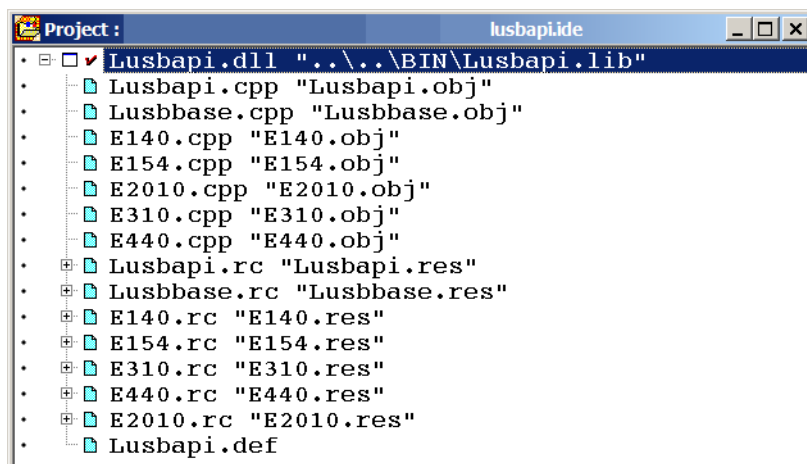 Project : lusbapi.ide
Lusbapi.dll "..\..\BIN\Lusbapi.lib"
Lusbapi.cpp "Lusbapi.obj"
Lusbbase.cpp "Lusbbase.obj"
E140.cpp "E140.obj"
E154.cpp "E154.obj"
E2010.cpp "E2010.obj"
E310.cpp "E310.obj"
E440.cpp "E440.obj"
Lusbapi.rc "Lusbapi.res"
Lusbbase.rc "Lusbbase.res"
E140.rc "E140.res"
E154.rc "E154.res"
E310.rc "E310.res"
E440.rc "E440.res"
E2010.rc "E2010.res"
Lusbapi.def